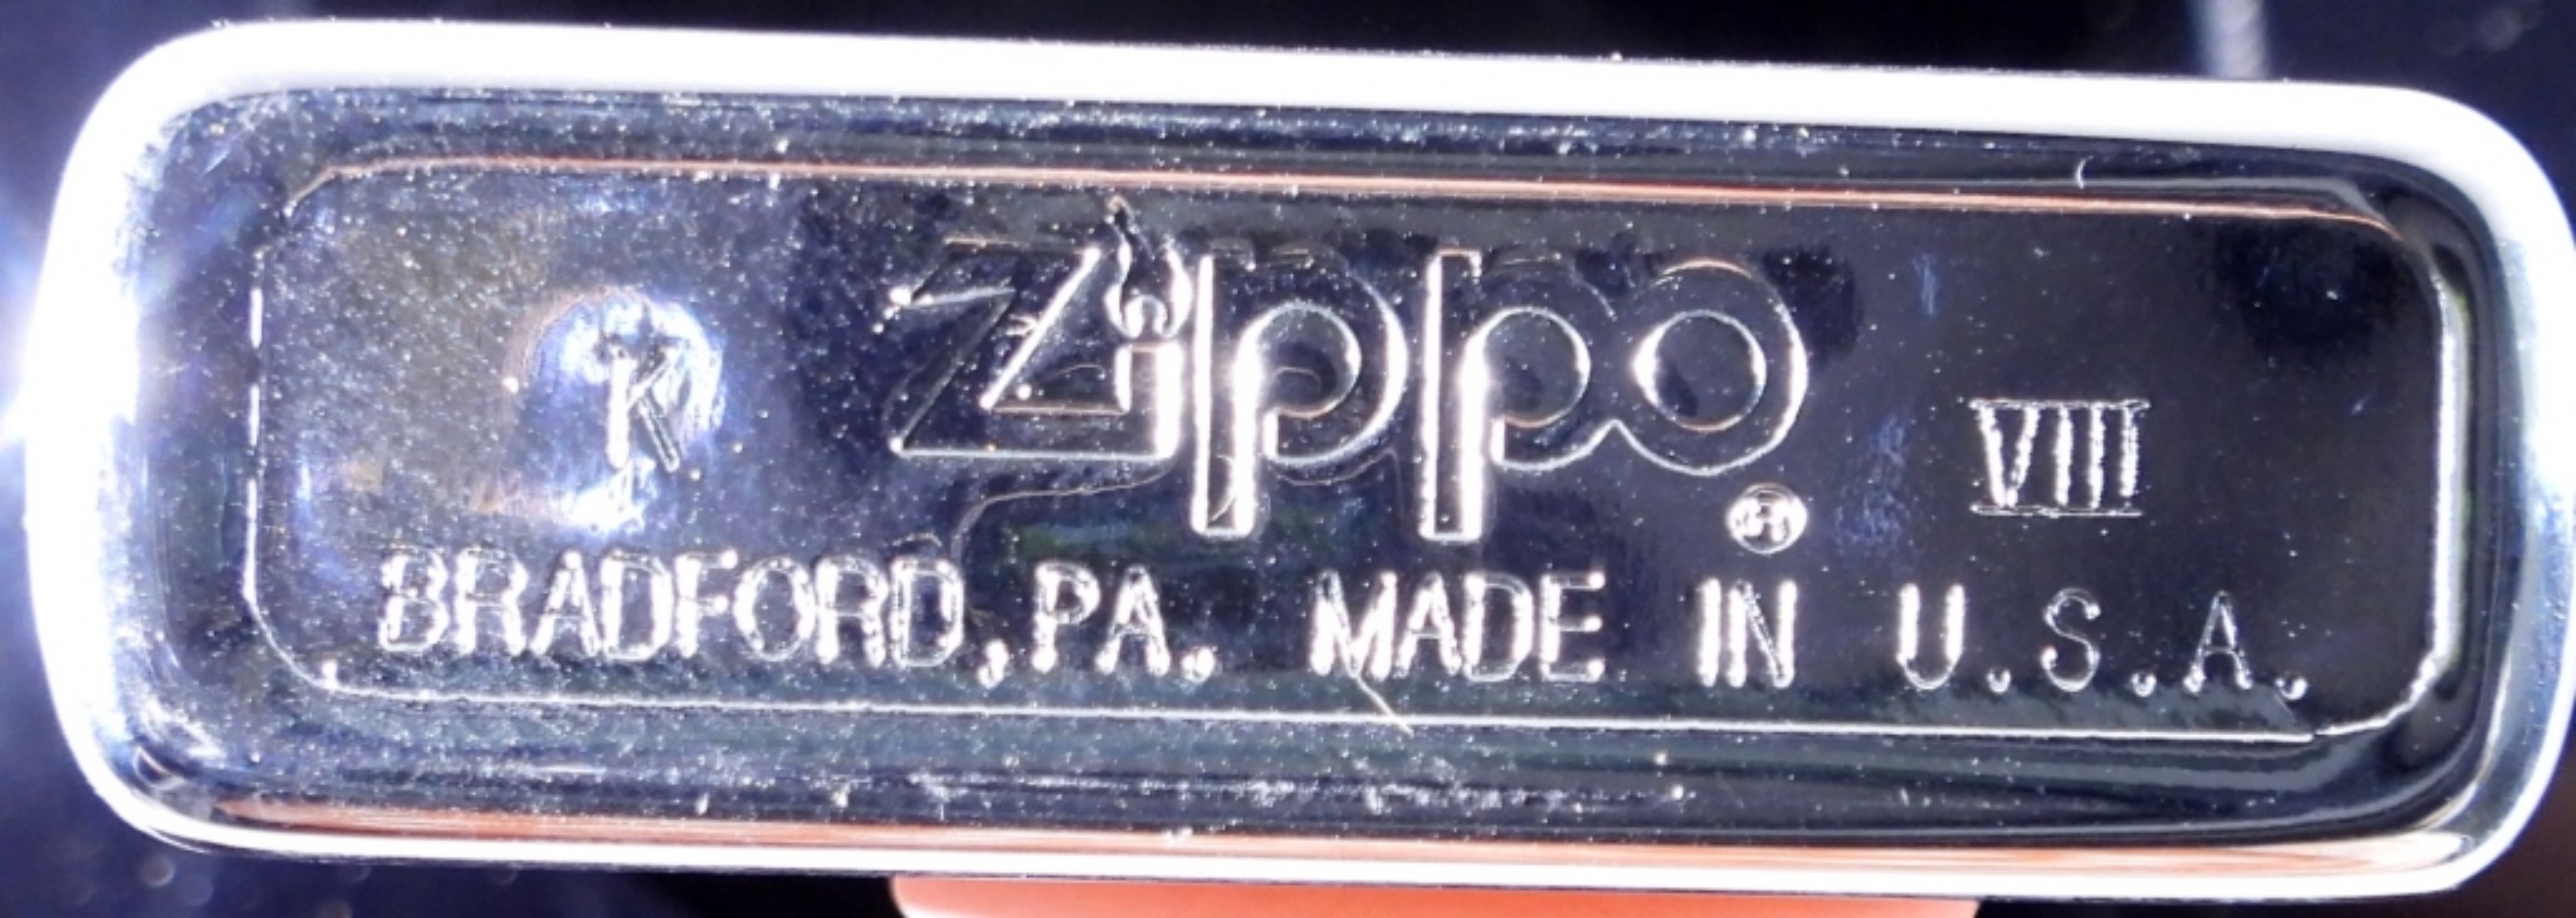 K Zippo ® VIII
BRADFORD, PA. MADE IN U.S.A.